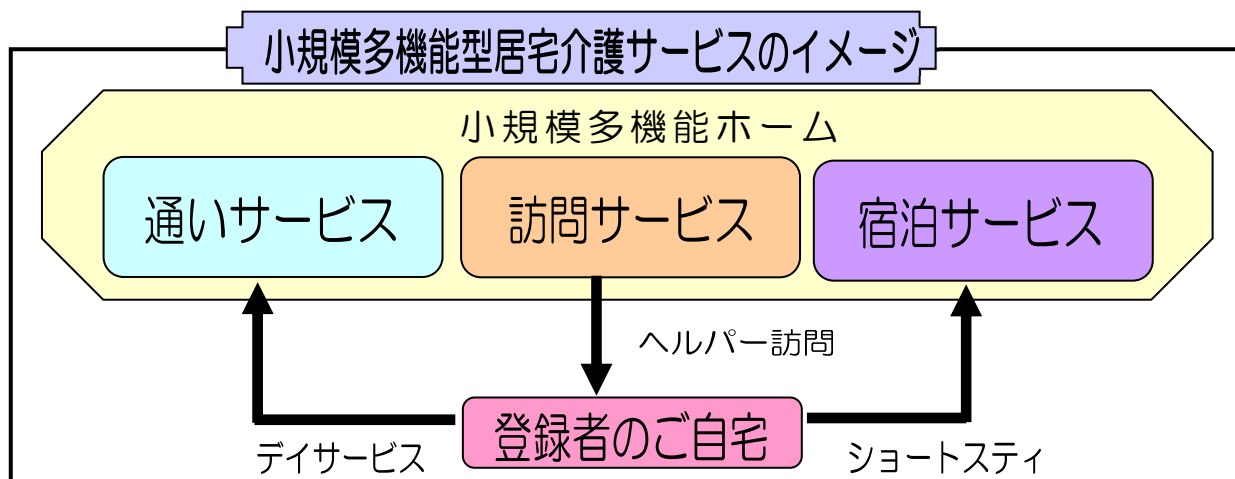 小規模多機能型居宅介護サービスのイメージ
小規模多機能ホーム
通いサービス
訪問サービス
宿泊サービス
ヘルパー訪問
登録者のご自宅
デイサービス
ショートスティ